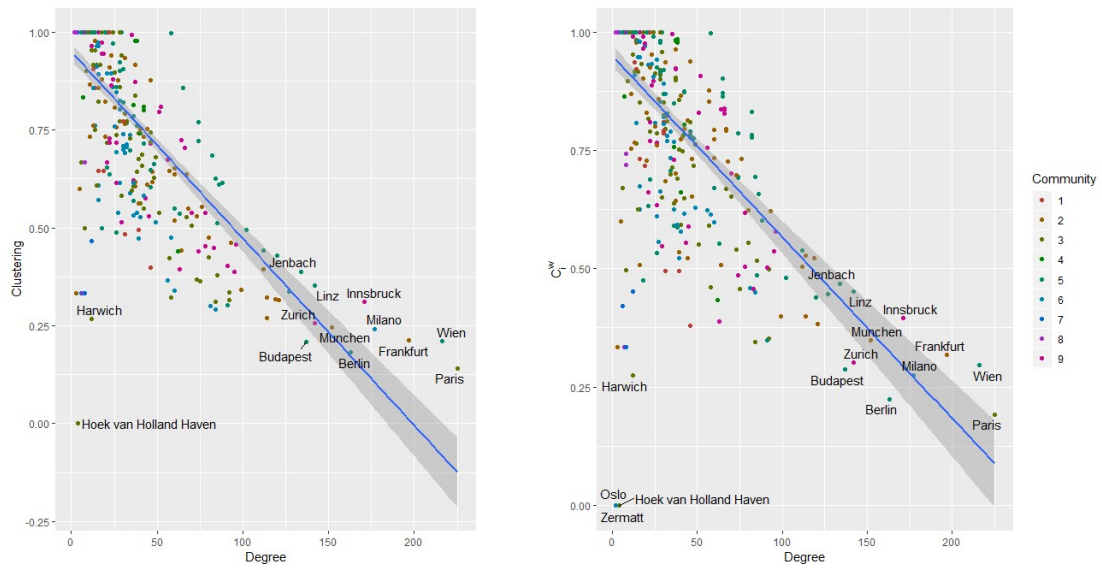 1.00
0.75
0.50
0.25
0.00
-0.25
Clustering
Jenbach
Linz
Innsbruck
Harwich
Zurich
Milano
Munchen
Wien
Budapest
Berlin
Frankfurt
Paris
Hoek van Holland Haven
0
50
100
150
200
Degree
1.00
0.75
0.50
0.25
0.00
C_i^w
Jenbach
Linz
Innsbruck
Munchen
Zurich
Frankfurt
Harwich
Budapest
Milano
Wien
Berlin
Paris
Oslo
Hoek van Holland Haven
Zermatt
0
50
100
150
200
Degree
Community
1
2
3
4
5
6
7
8
9